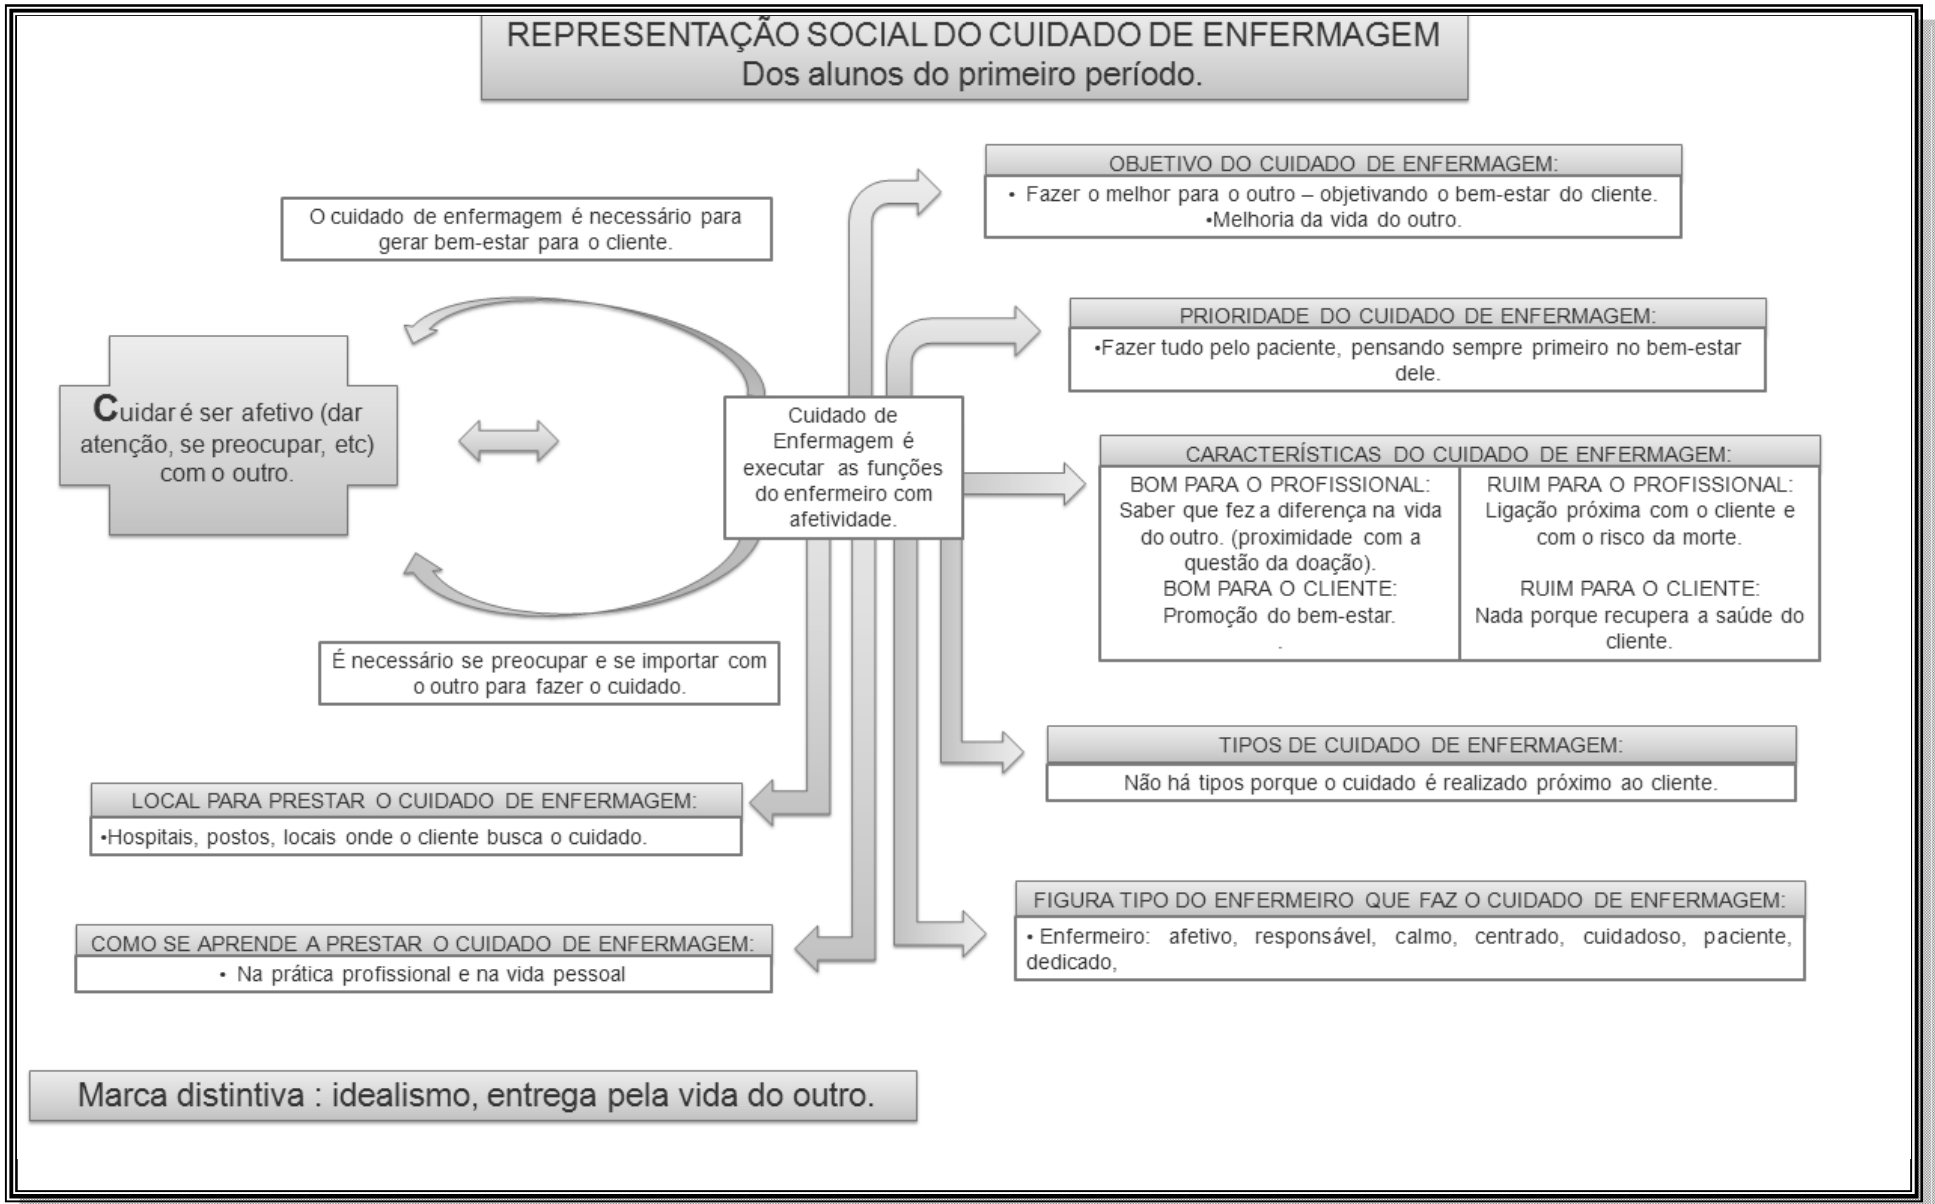 REPRESENTAÇÃO SOCIAL DO CUIDADO DE ENFERMAGEM
Dos alunos do primeiro período.
O cuidado de enfermagem é necessário para
gerar bem-estar para o cliente.
Cuidar é ser afetivo (dar
atenção, se preocupar, etc)
com o outro.
Cuidado de
Enfermagem é
executar as funções
do enfermeiro com
afetividade.
É necessário se preocupar e se importar com
o outro para fazer o cuidado.
OBJETIVO DO CUIDADO DE ENFERMAGEM:
• Fazer o melhor para o outro – objetivando o bem-estar do cliente.
•Melhoria da vida do outro.
PRIORIDADE DO CUIDADO DE ENFERMAGEM:
•Fazer tudo pelo paciente, pensando sempre primeiro no bem-estar
dele.
CARACTERÍSTICAS DO CUIDADO DE ENFERMAGEM:
BOM PARA O PROFISSIONAL:
Saber que fez a diferença na vida
do outro. (proximidade com a
questão da doação).
BOM PARA O CLIENTE:
Promoção do bem-estar.
.
RUIM PARA O PROFISSIONAL:
Ligação próxima com o cliente e
com o risco da morte.
RUIM PARA O CLIENTE:
Nada porque recupera a saúde do
cliente.
TIPOS DE CUIDADO DE ENFERMAGEM:
Não há tipos porque o cuidado é realizado próximo ao cliente.
FIGURA TIPO DO ENFERMEIRO QUE FAZ O CUIDADO DE ENFERMAGEM:
• Enfermeiro: afetivo, responsável, calmo, centrado, cuidadoso, paciente,
dedicado,
LOCAL PARA PRESTAR O CUIDADO DE ENFERMAGEM:
•Hospitais, postos, locais onde o cliente busca o cuidado.
COMO SE APRENDE A PRESTAR O CUIDADO DE ENFERMAGEM:
• Na prática profissional e na vida pessoal
Marca distintiva : idealismo, entrega pela vida do outro.